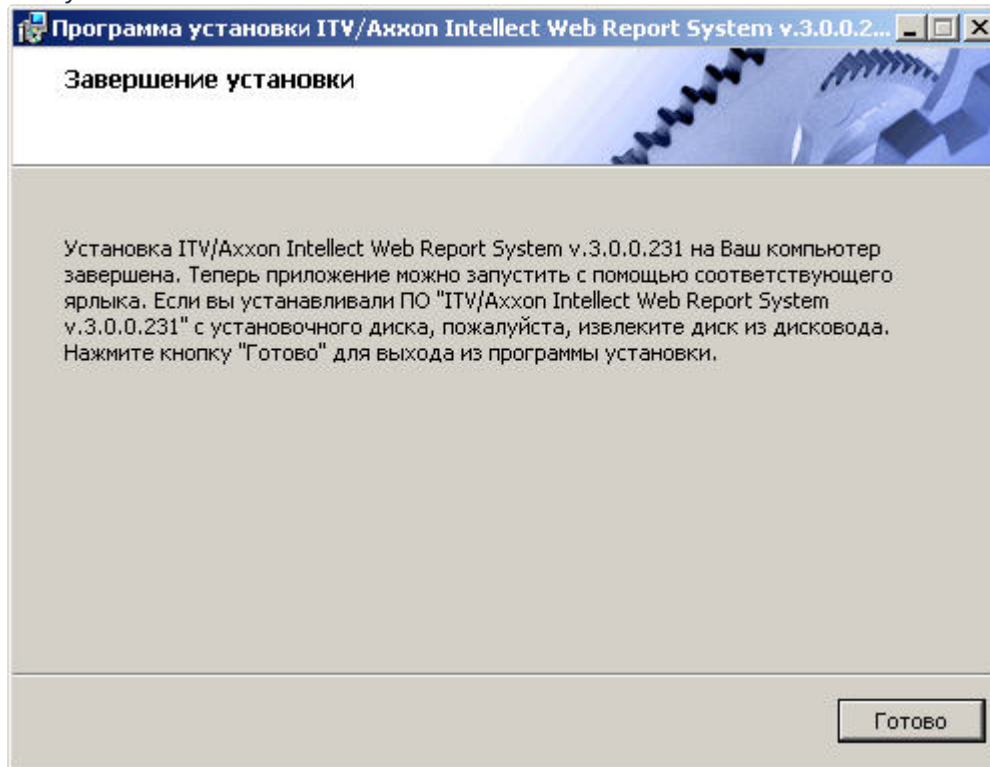 Программа установки ITV/Axxon Intellect Web Report System v.3.0.0.2...
Завершение установки
Установка ITV/Axxon Intellect Web Report System v.3.0.0.231 на Ваш компьютер
завершена. Теперь приложение можно запустить с помощью соответствующего
ярлыка. Если вы устанавливали ПО "ITV/Axxon Intellect Web Report System
v.3.0.0.231" с установочного диска, пожалуйста, извлеките диск из дисковода.
Нажмите кнопку "Готово" для выхода из программы установки.
Готово